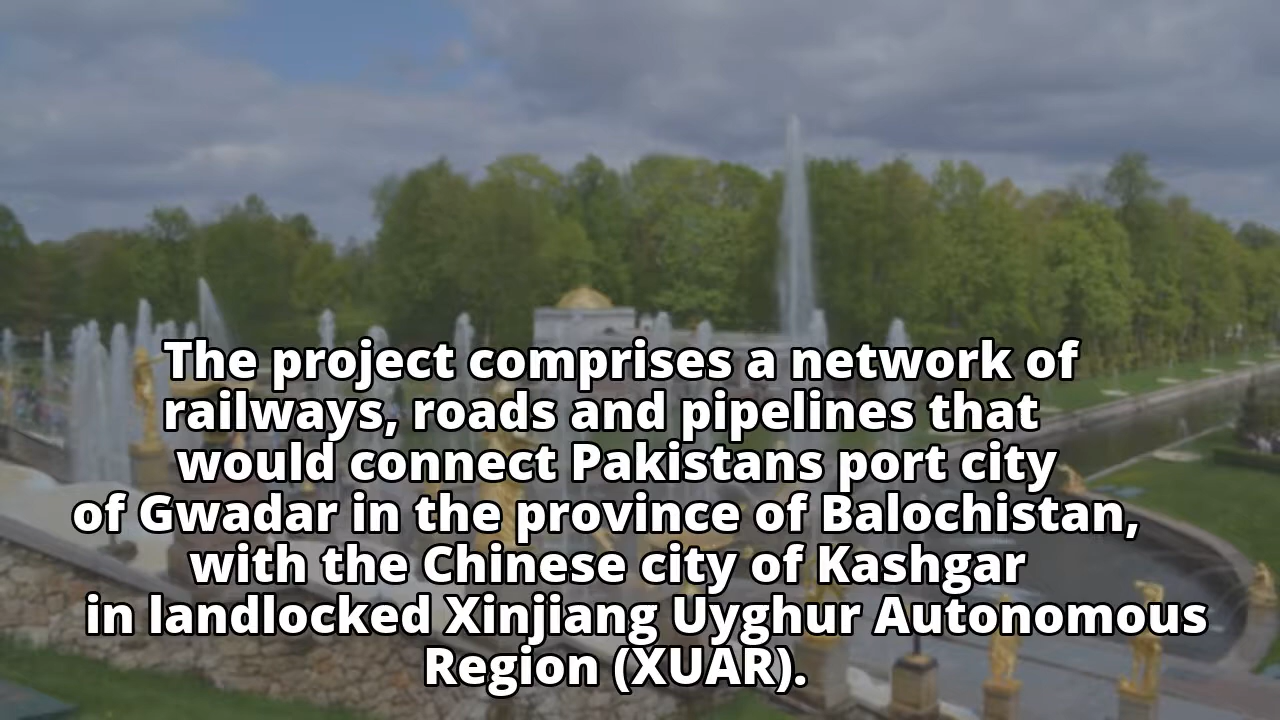 The project comprises a network of
railways, roads and pipelines that
would connect Pakistans port city
of Gwadar in the province of Balochistan,
with the Chinese city of Kashgar
in landlocked Xinjiang Uyghur Autonomous
Region (XUAR).